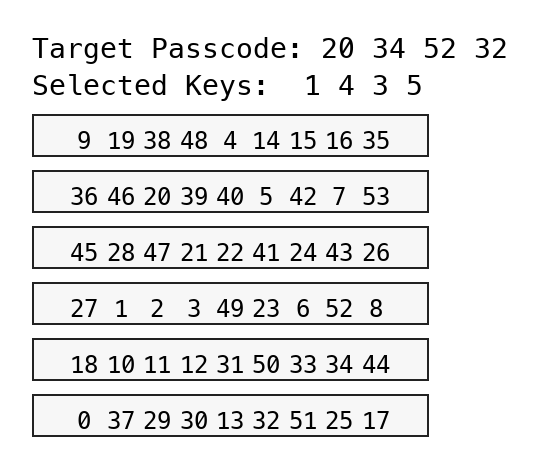 Target Passcode: 20 34 52 32
Selected Keys: 1 4 3 5
9 19 38 48 4 14 15 16 35
36 46 20 39 40 5 42 7 53
45 28 47 21 22 41 24 43 26
27 1 2 3 49 23 6 52 8
18 10 11 12 31 50 33 34 44
0 37 29 30 13 32 51 25 17